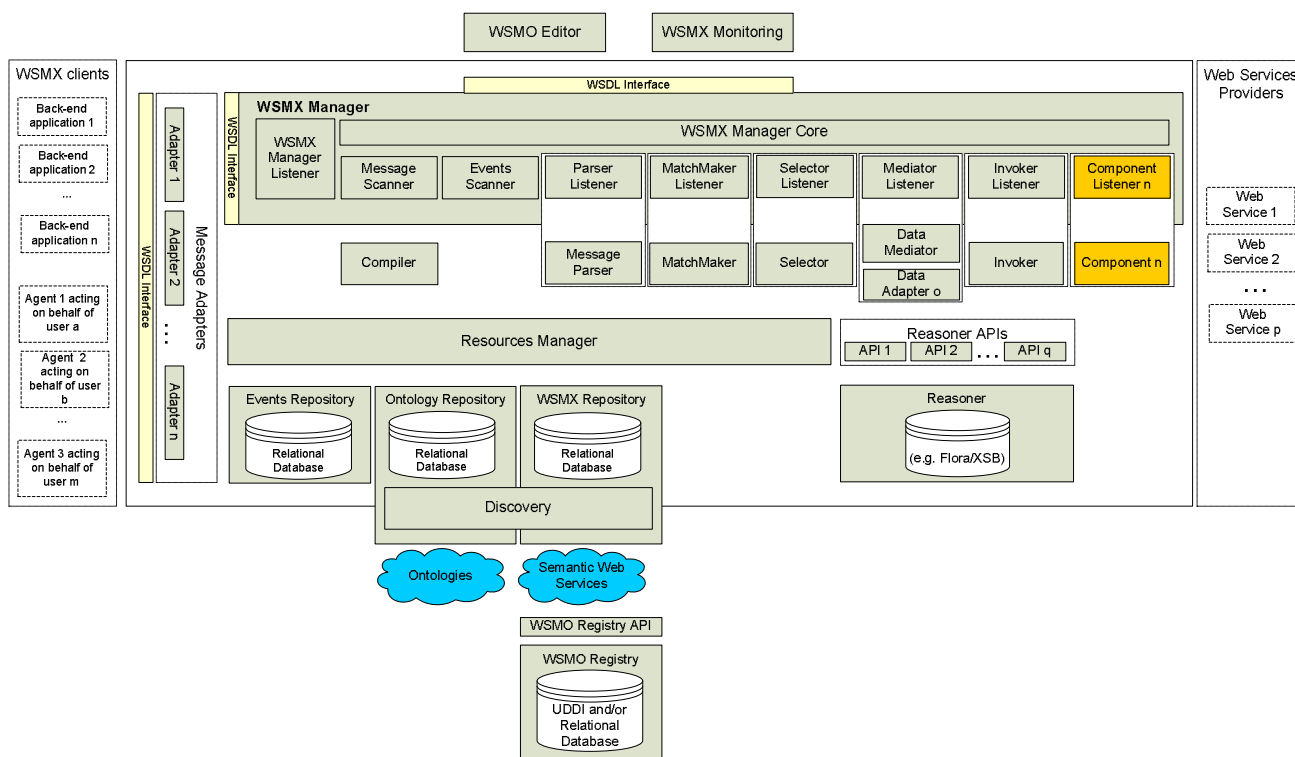 WSMO Editor
WSMX Monitoring
WSMX clients
Back-end
application 1
Back-end
application 2
...
Back-end
application n
Agent 1 acting
on behalf of
user a
Agent 2
acting on
behalf of user
b
...
Agent 3 acting
on behalf of
user m
WSDL Interface
Adapter 1
Adapter 2
...
Adapter n
Message Adapters
WSDL Interface
WSDL Interface
WSMX Manager
WSMX
Manager
Listener
WSMX Manager Core
Message
Scanner
Events
Scanner
Parser
Listener
MatchMaker
Listener
Selector
Listener
Mediator
Listener
Invoker
Listener
Component
Listener n
Compiler
Message
Parser
MatchMaker
Selector
Data
Mediator
Data
Adapter o
Invoker
Component n
Resources Manager
Reasoner APIs
API 1
API 2
...
API q
Events Repository
Relational
Database
Ontology Repository
Relational
Database
WSMX Repository
Relational
Database
Discovery
Reasoner
(e.g. Flora/XSB)
Ontologies
Semantic Web
Services
WSMO Registry API
WSMO Registry
UDDI and/or
Relational
Database
Web Services
Providers
Web
Service 1
Web
Service 2
...
Web
Service p